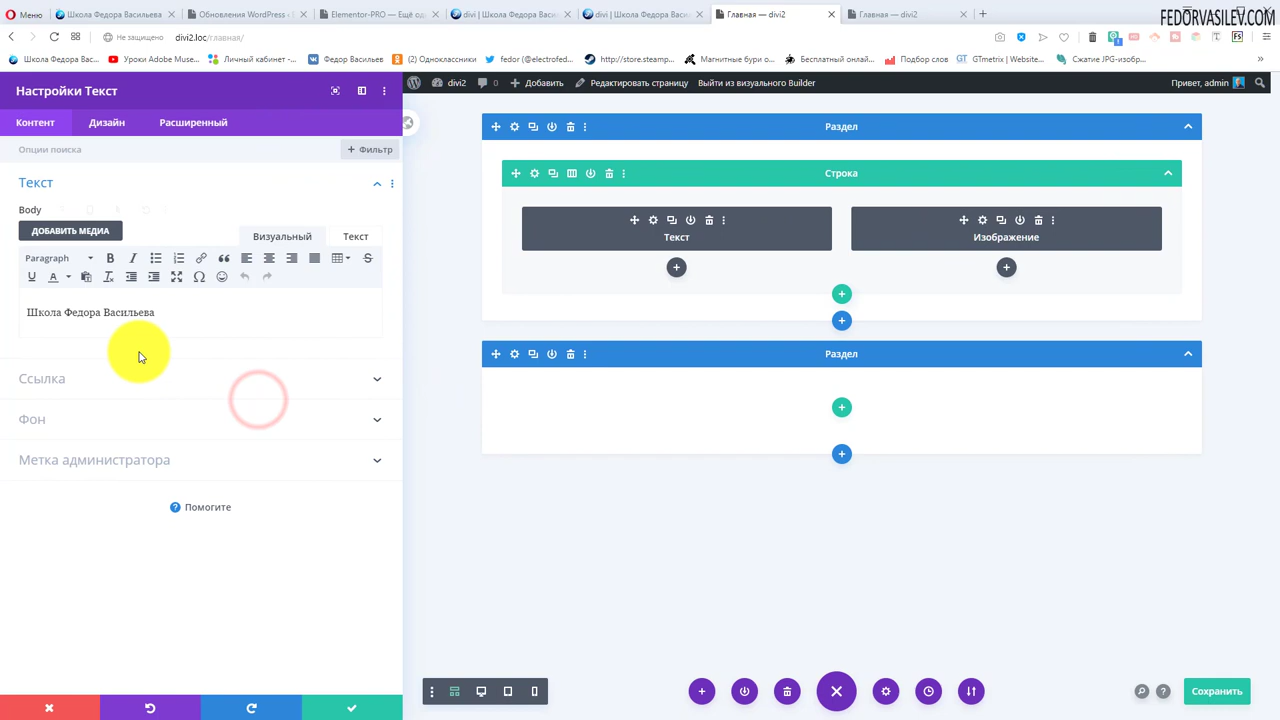 Меню
Школа Федора Васильева
Обновления WordPress ‹
Elementor-PRO — Ещё од
divi | Школа Федора Васи
divi | Школа Федора Васи
Главная — divi2
Главная — divi2
FEDORVASILEV.COM
Не защищено
divi2.loc/главная/
Школа Федора Васи
Уроки Adobe Muse
Личный кабинет -
Федор Васильев
(2) Одноклассники
fedor (@electrofed
http://store.steamp
Магнитные бури о
Бесплатный онлай
Подбор слов
GTmetrix | Website
Сжатие JPG-изобр
Настройки Текст
divi2
0
Добавить
Редактировать страницу
Выйти из визуального Builder
Привет, admin
Контент
Дизайн
Расширенный
Опции поиска
Фильтр
Текст
Body
ДОБАВИТЬ МЕДИА
Визуальный
Текст
Paragraph
Школа Федора Васильева
Ссылка
Фон
Метка администратора
Помогите
Раздел
Строка
Текст
Изображение
Раздел
Сохранить